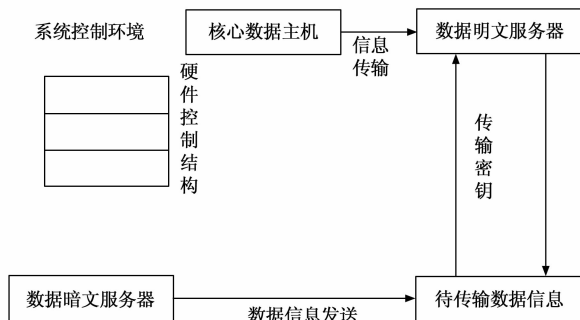 系统控制环境
核心数据主机
数据明文服务器
信息
传输
硬件控制结构
传输密钥
数据暗文服务器
待传输数据信息
数据信息发送